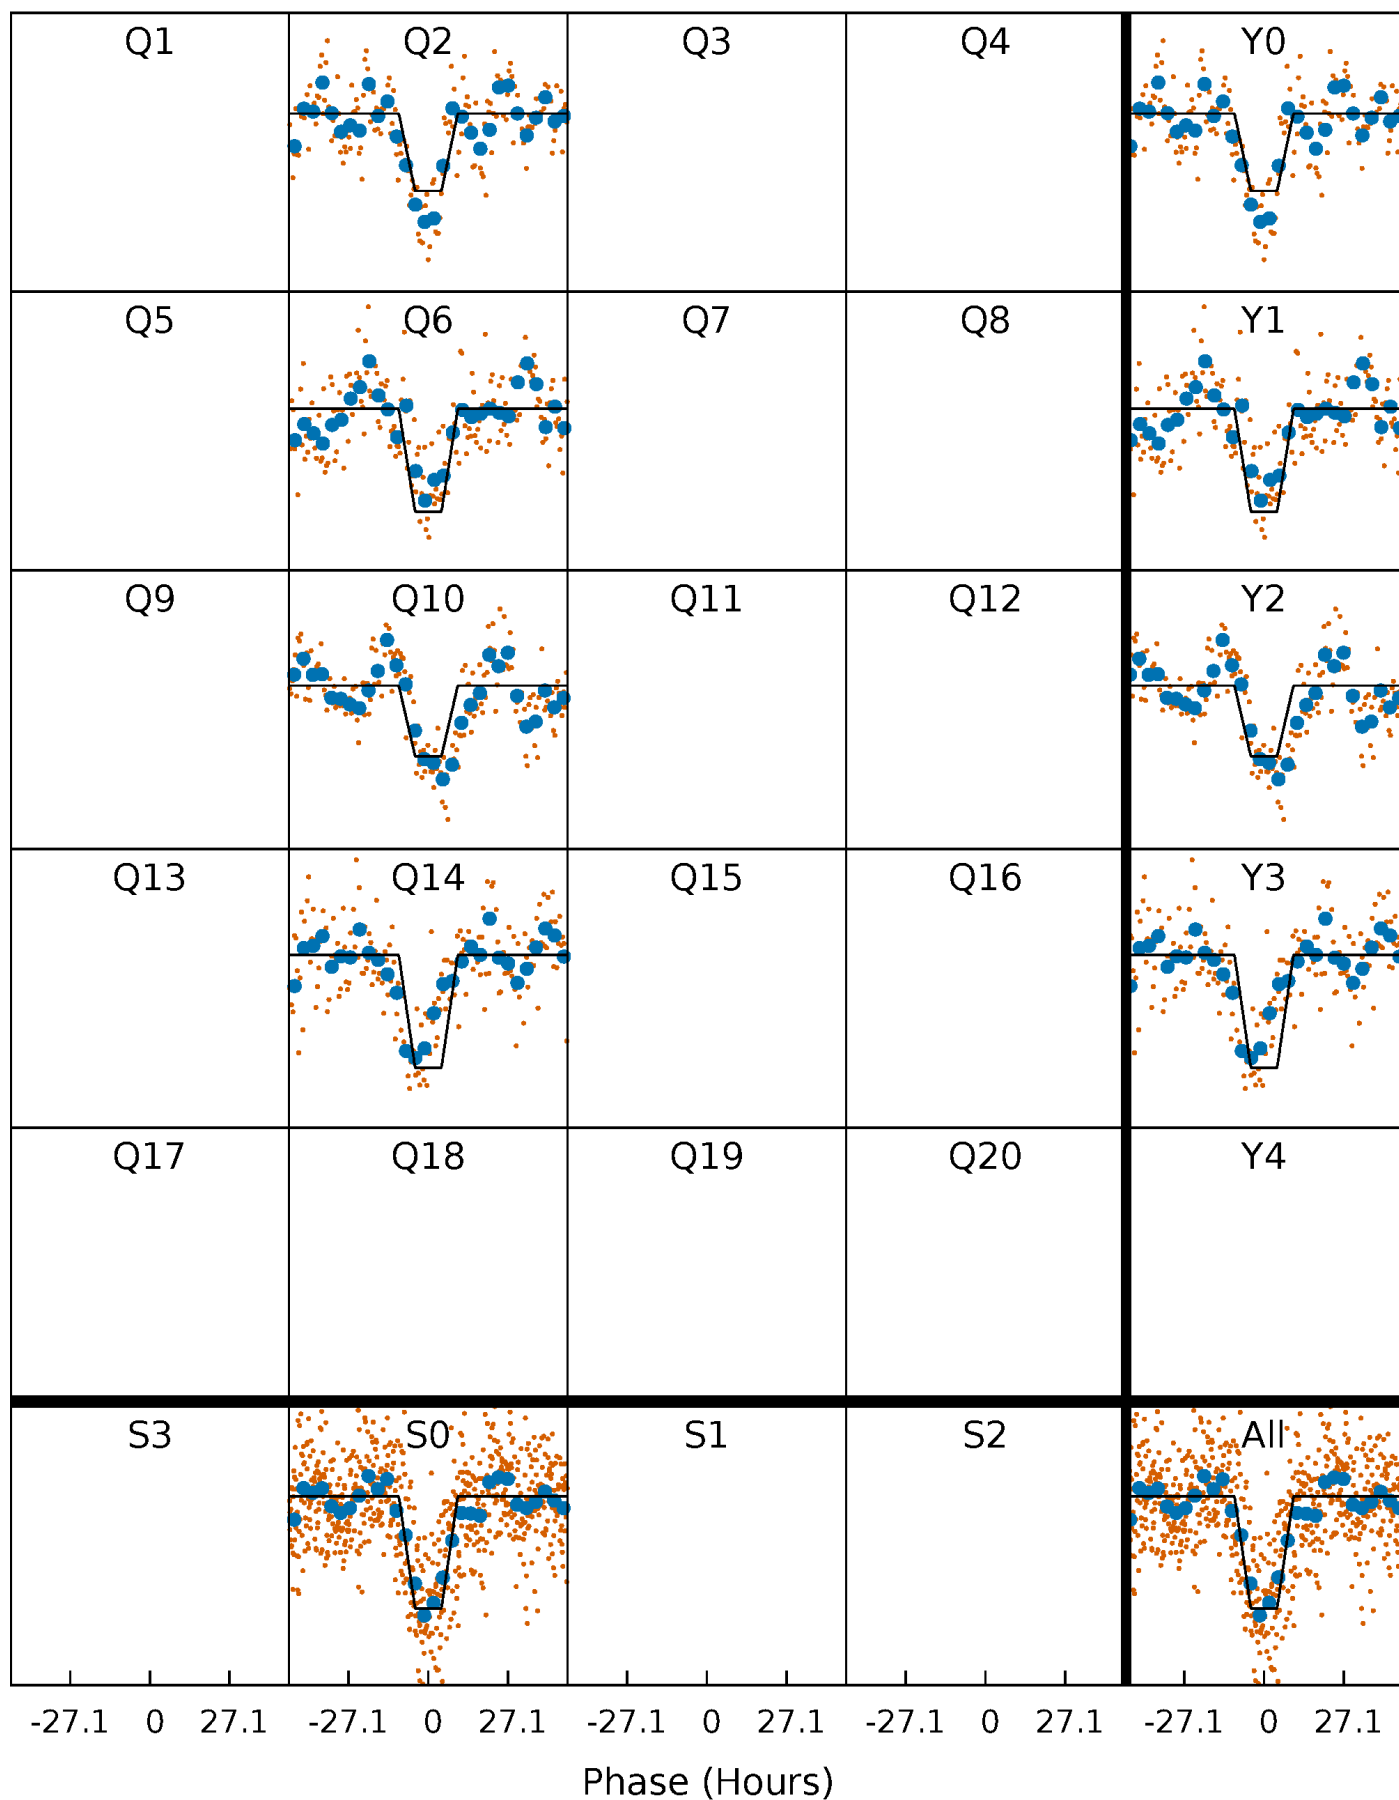 Q1 Q2 Q3 Q4 Y0
Q5 Q6 Q7 Q8 Y1
Q9 Q10 Q11 Q12 Y2
Q13 Q14 Q15 Q16 Y3
Q17 Q18 Q19 Q20 Y4
S3 S0 S1 S2 All
-27.1 0 27.1 -27.1 0 27.1 -27.1 0 27.1 -27.1 0 27.1 -27.1 0 27.1
Phase (Hours)